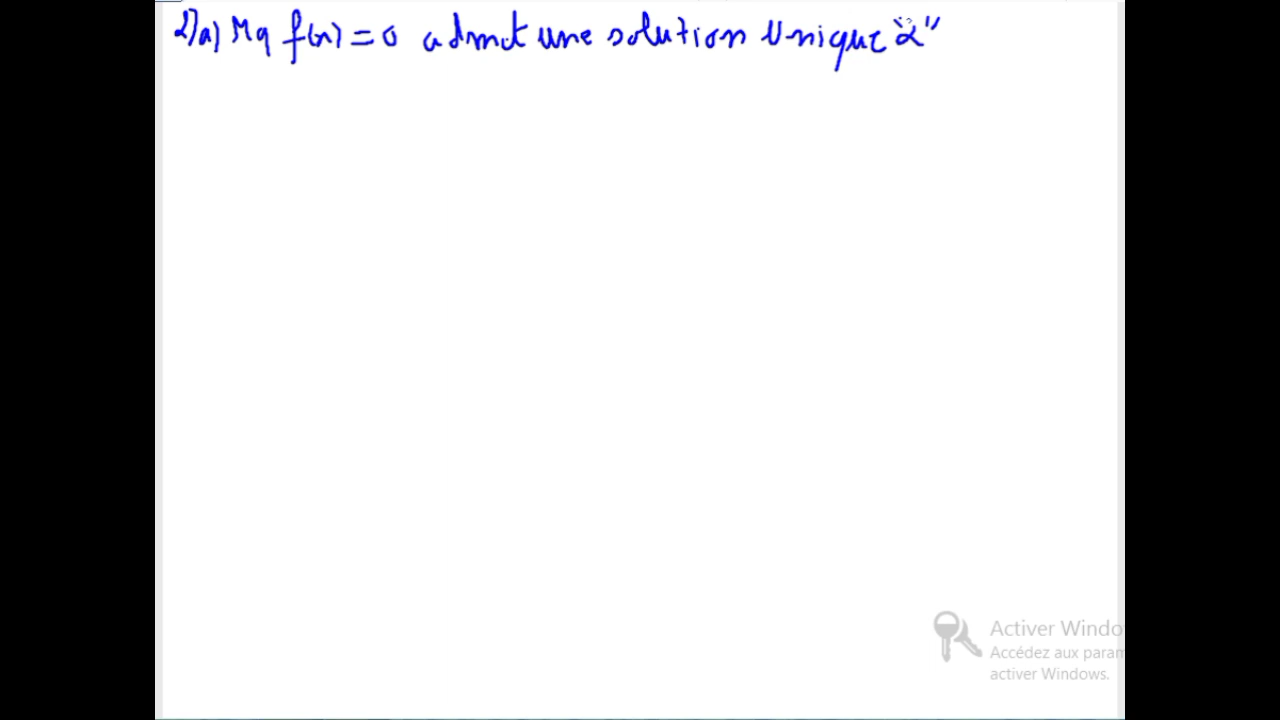 2)a) Mq f(x) = 0 admet une solution unique "α"
Activer Windo
Accédez aux param
activer Windows.